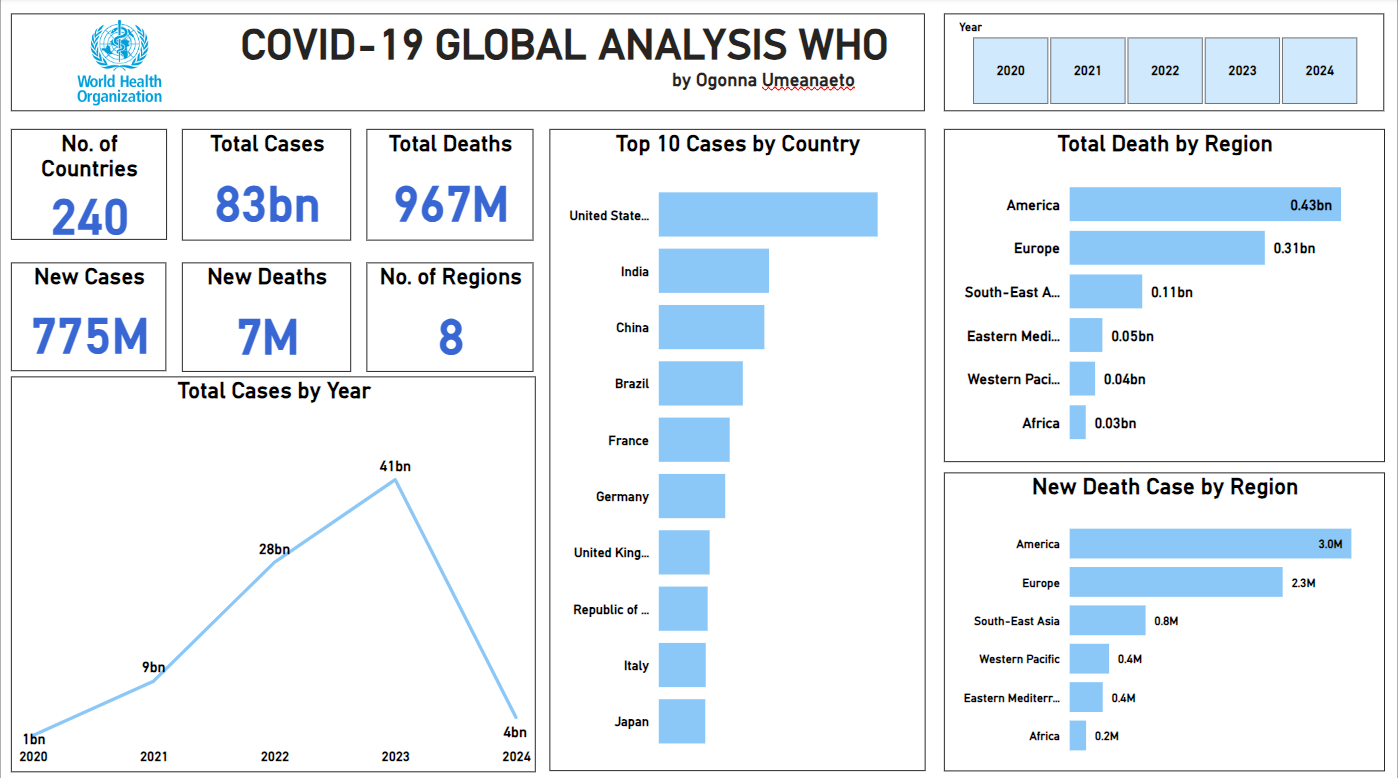 World Health
Organization
COVID-19 GLOBAL ANALYSIS WHO
by Ogonna Umeanaeto
Year
2020
2021
2022
2023
2024
No. of
Countries
240
Total Cases
83bn
Total Deaths
967M
New Cases
775M
New Deaths
7M
No. of Regions
8
Total Cases by Year
41bn
28bn
9bn
1bn
4bn
2020
2021
2022
2023
2024
Top 10 Cases by Country
United State...
India
China
Brazil
France
Germany
United King...
Republic of ...
Italy
Japan
Total Death by Region
America 0.43bn
Europe 0.31bn
South-East A... 0.11bn
Eastern Medi... 0.05bn
Western Paci... 0.04bn
Africa 0.03bn
New Death Case by Region
America 3.0M
Europe 2.3M
South-East Asia 0.8M
Western Pacific 0.4M
Eastern Mediterr... 0.4M
Africa 0.2M